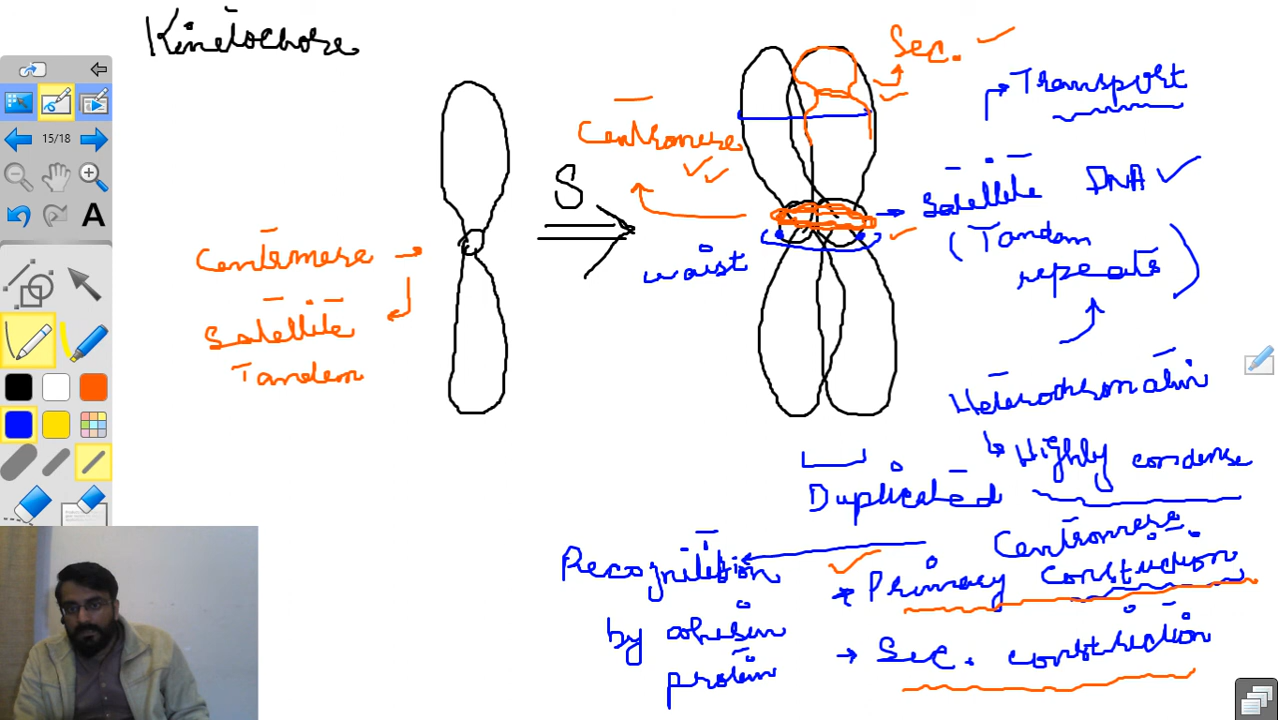 Kinetochore
Sec.
Transport
Centromere
S
Satellite DNA
(Tandem
repeats)
waist
Centromere
Satellite
Tandem
Heterochromatin
Highly condense
Duplicated
Centromere
Primary constriction
Recognition
by cohesin
protein
Sec. constriction
15/18
A